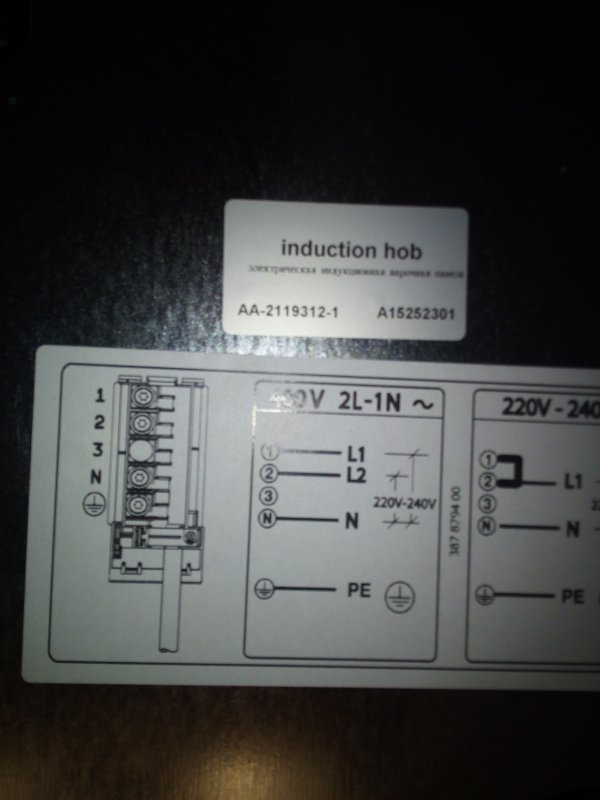 induction hob
электрическая индукционная варочная панель
AA-2119312-1 A15252301
1
2
3
N
400V 2L-1N ~
1 L1
2 L2
3
220V-240V
N N
PE
387 8794 00
220V - 240
1
2 L1
3
N N
PE